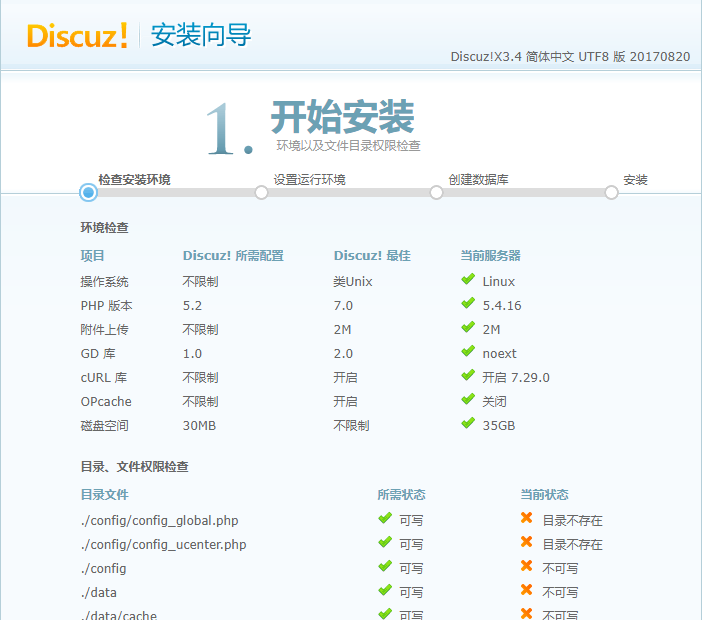 Discuz! 安装向导
Discuz!X3.4 简体中文 UTF8 版 20170820
1. 开始安装
环境以及文件目录权限检查
检查安装环境 设置运行环境 创建数据库 安装
环境检查
项目 Discuz! 所需配置 Discuz! 最佳 当前服务器
操作系统 不限制 类Unix Linux
PHP 版本 5.2 7.0 5.4.16
附件上传 不限制 2M 2M
GD 库 1.0 2.0 noext
cURL 库 不限制 开启 开启 7.29.0
OPcache 不限制 开启 关闭
磁盘空间 30MB 不限制 35GB
目录、文件权限检查
目录文件 所需状态 当前状态
./config/config_global.php 可写 目录不存在
./config/config_ucenter.php 可写 目录不存在
./config 可写 不可写
./data 可写 不可写
./data/cache 可写 不可写